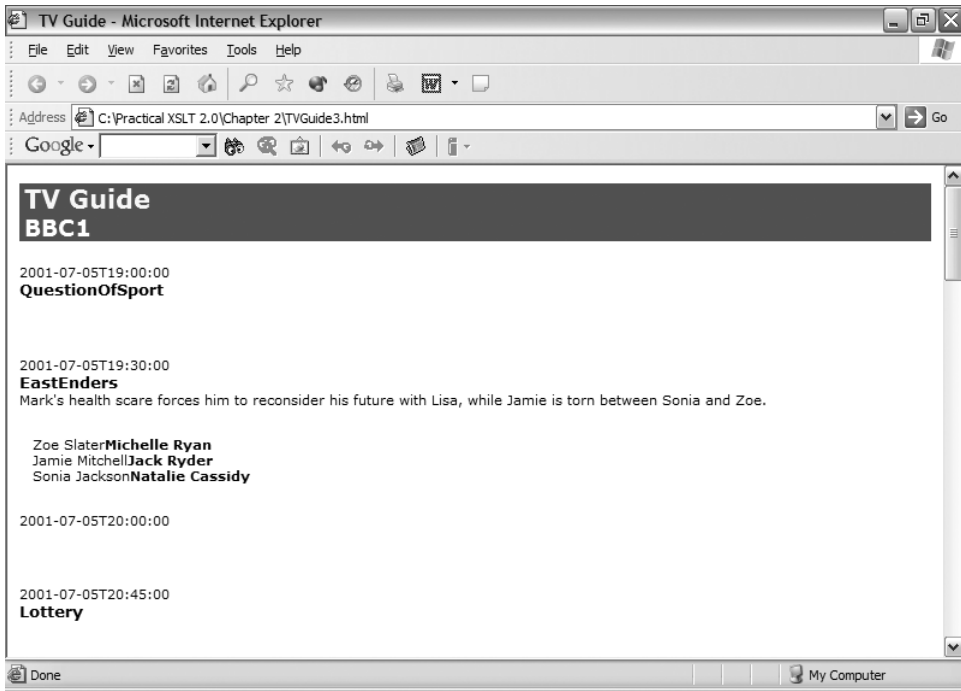 TV Guide - Microsoft Internet Explorer
File Edit View Favorites Tools Help
Address C:\Practical XSLT 2.0\Chapter 2\TVGuide3.html Go
Google
TV Guide
BBC1
2001-07-05T19:00:00
QuestionOfSport
2001-07-05T19:30:00
EastEnders
Mark's health scare forces him to reconsider his future with Lisa, while Jamie is torn between Sonia and Zoe.
Zoe SlaterMichelle Ryan
Jamie MitchellJack Ryder
Sonia JacksonNatalie Cassidy
2001-07-05T20:00:00
2001-07-05T20:45:00
Lottery
Done My Computer